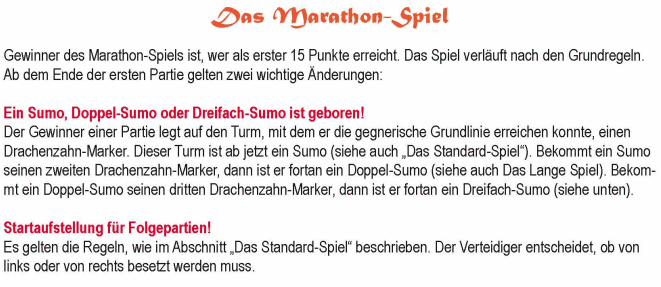 Das Marathon-Spiel
Gewinner des Marathon-Spiels ist, wer als erster 15 Punkte erreicht. Das Spiel verläuft nach den Grundregeln.
Ab dem Ende der ersten Partie gelten zwei wichtige Änderungen:
Ein Sumo, Doppel-Sumo oder Dreifach-Sumo ist geboren!
Der Gewinner einer Partie legt auf den Turm, mit dem er die gegnerische Grundlinie erreichen konnte, einen
Drachenzahn-Marker. Dieser Turm ist ab jetzt ein Sumo (siehe auch „Das Standard-Spiel“). Bekommt ein Sumo
seinen zweiten Drachenzahn-Marker, dann ist er fortan ein Doppel-Sumo (siehe auch Das Lange Spiel). Bekom-
mt ein Doppel-Sumo seinen dritten Drachenzahn-Marker, dann ist er fortan ein Dreifach-Sumo (siehe unten).
Startaufstellung für Folgepartien!
Es gelten die Regeln, wie im Abschnitt „Das Standard-Spiel“ beschrieben. Der Verteidiger entscheidet, ob von
links oder von rechts besetzt werden muss.